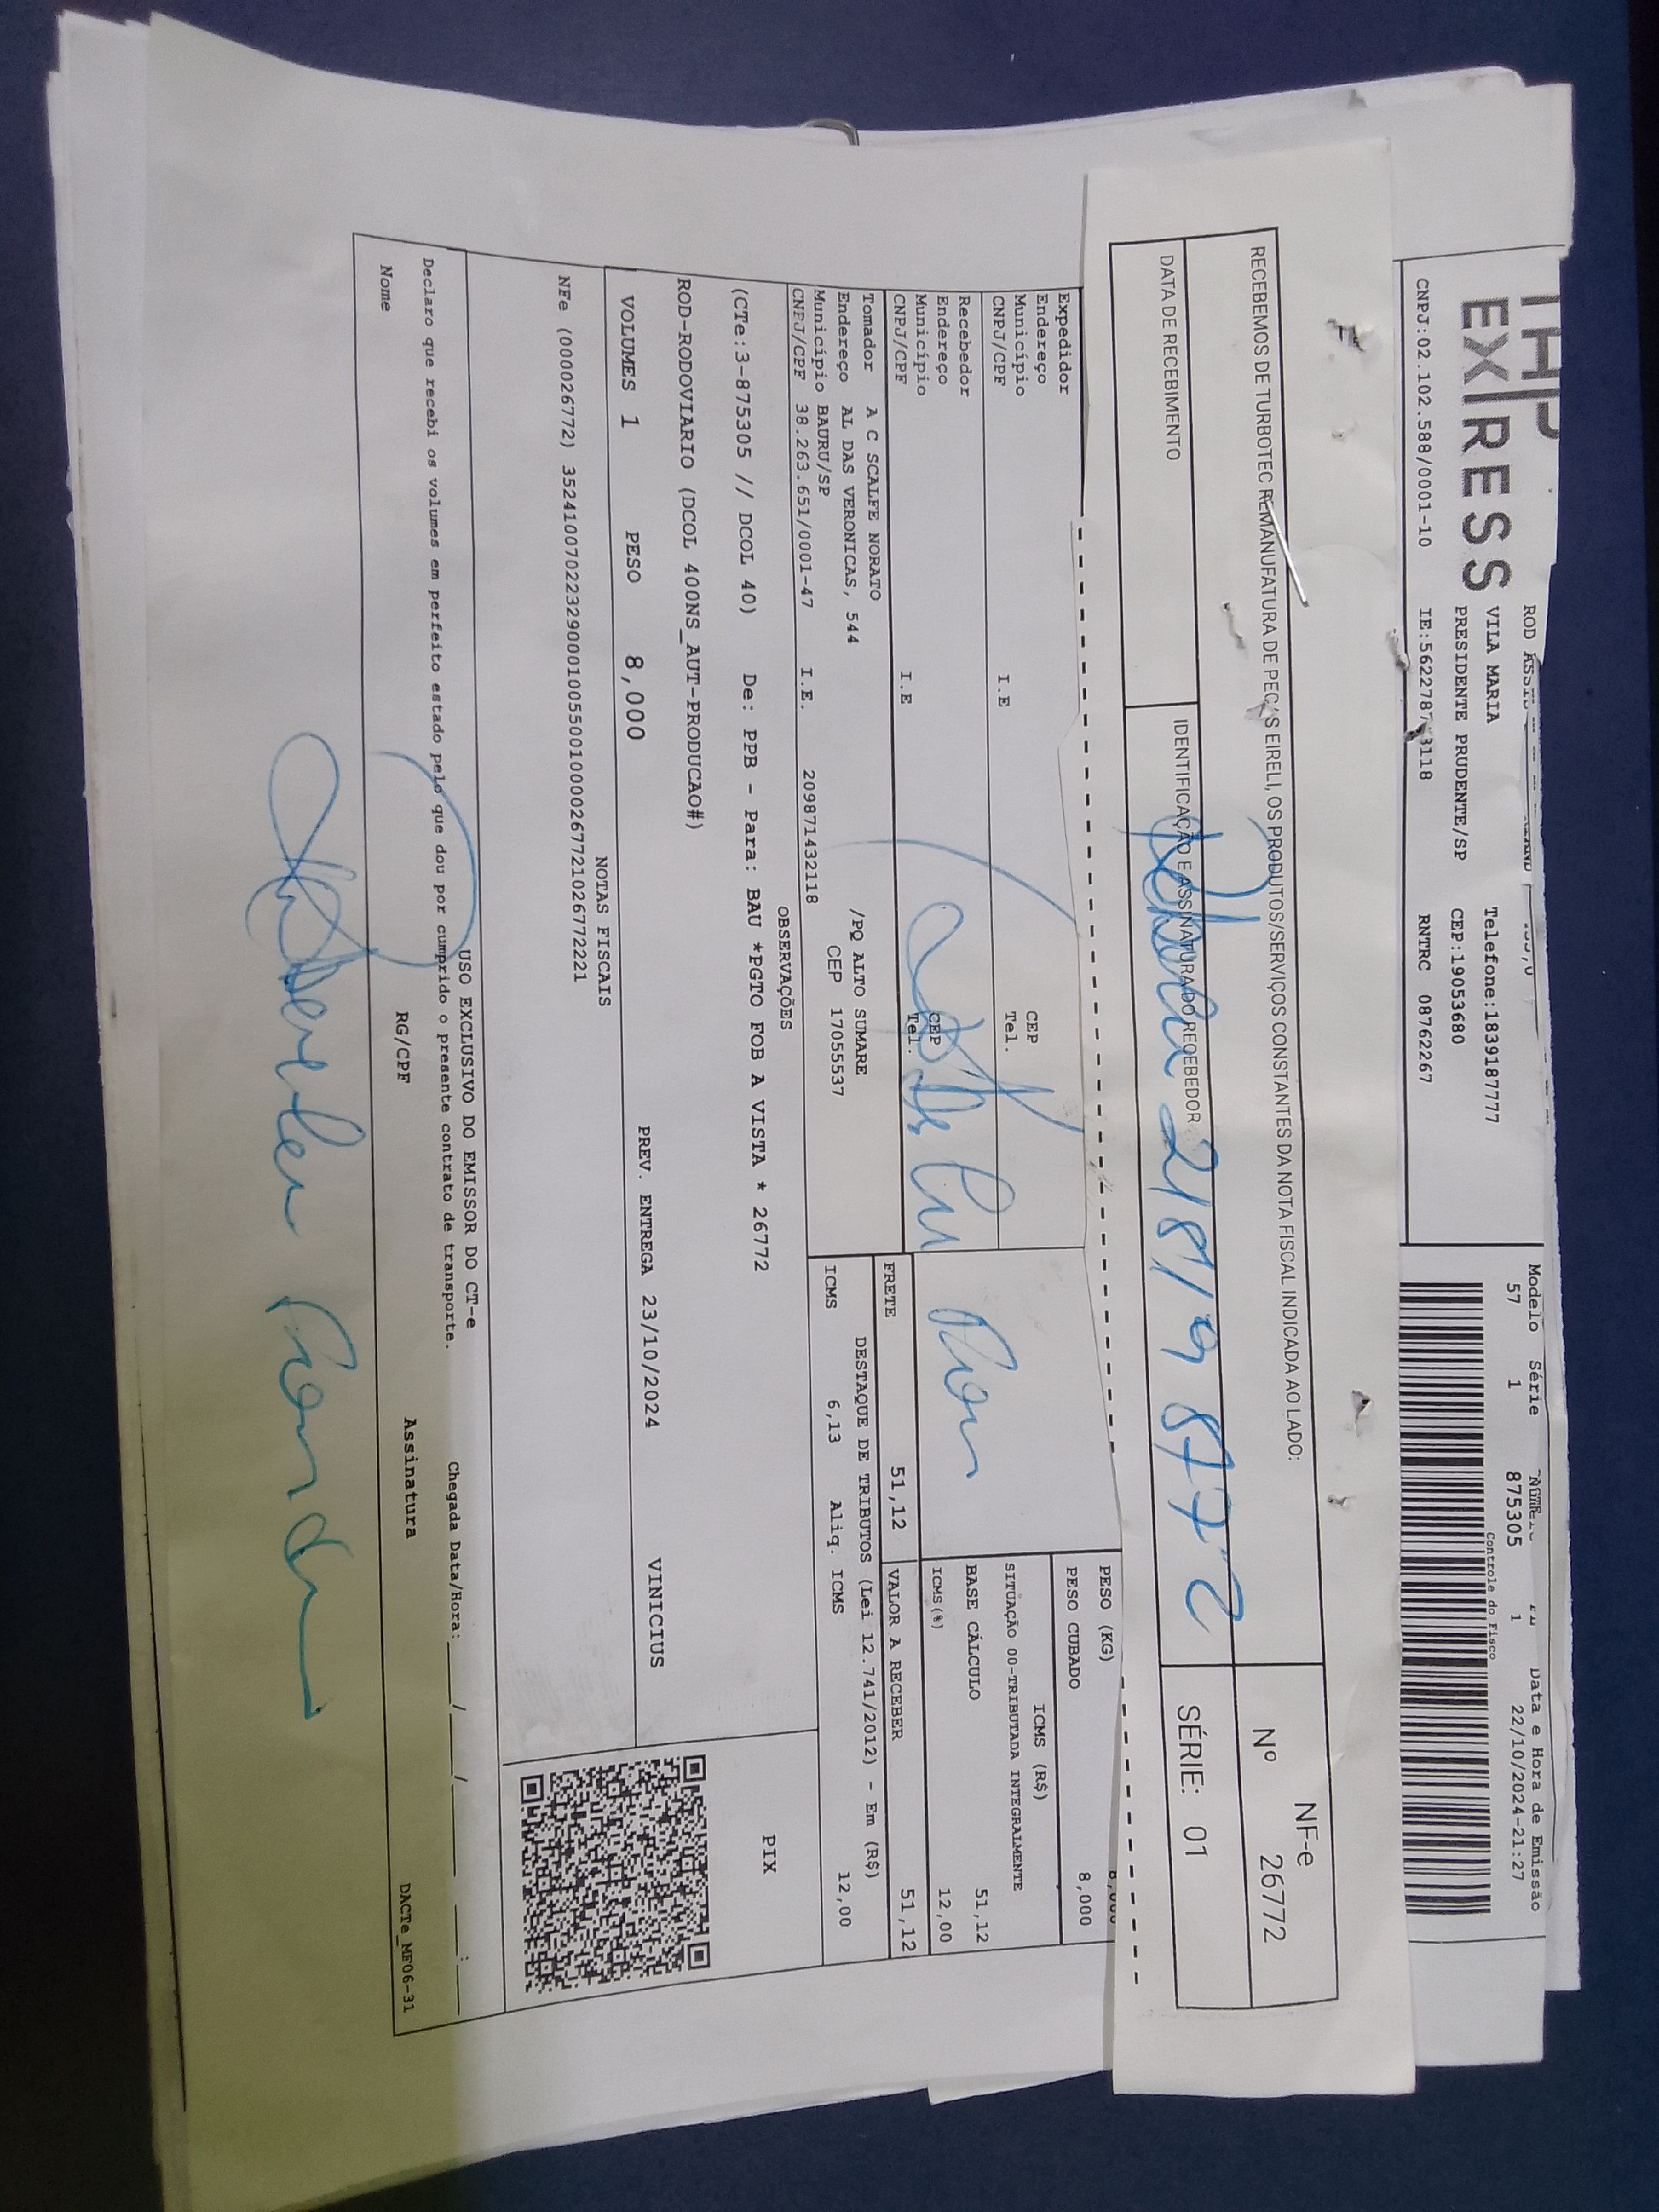 EXPRESS
VILA MARIA
PRESIDENTE PRUDENTE/SP
Telefone:1839187777
CEP:19053680
CNPJ:02.102.588/0001-10
RNTRC 08762267
Modelo Série Data e Hora de Emissão
57 1 875305 1 22/10/2024-21:27
Controle do Fisco
RECEBEMOS DE TURBOTEC REMANUFATURA DE PEÇAS EIRELI, OS PRODUTOS/SERVIÇOS CONSTANTES DA NOTA FISCAL INDICADA AO LADO:
DATA DE RECEBIMENTO
IDENTIFICAÇÃO E ASSINATURA DO RECEBEDOR
NF-e
Nº 26772
SÉRIE: 01
PESO (KG) 8,000
PESO CUBADO 8,000
Expedidor
Endereço
Município CEP
CNPJ/CPF I.E Tel.
Recebedor
Endereço
Município CEP
CNPJ/CPF I.E Tel.
ICMS (R$)
SITUAÇÃO 00-TRIBUTADA INTEGRALMENTE
BASE CÁLCULO 51,12
ICMS(%) 12,00
Tomador A C SCALFE NORATO
Endereço AL DAS VERONICAS, 544 /PQ ALTO SUMARE
Município BAURU/SP CEP 17055537
CNPJ/CPF 38.263.651/0001-47 I.E. 209871432118
FRETE 51,12 VALOR A RECEBER 51,12
DESTAQUE DE TRIBUTOS (Lei 12.741/2012) - Em (R$)
ICMS 6,13 Aliq. ICMS 12,00
OBSERVAÇÕES
(CTe:3-875305 // DCOL 40) De: PPB - Para: BAU *PGTO FOB A VISTA * 26772
ROD-RODOVIARIO (DCOL 400NS_AUT-PRODUCAO#)
PIX
VOLUMES 1 PESO 8,000 PREV. ENTREGA 23/10/2024 VINICIUS
NOTAS FISCAIS
NFe (000026772) 35241007022329000100550010000267721026772221
USO EXCLUSIVO DO EMISSOR DO CT-e
Declaro que recebi os volumes em perfeito estado pelo que dou por cumprido o presente contrato de transporte. Chegada Data/Hora:____/____/____ ___:___
Nome RG/CPF Assinatura DACTe_MF06-31